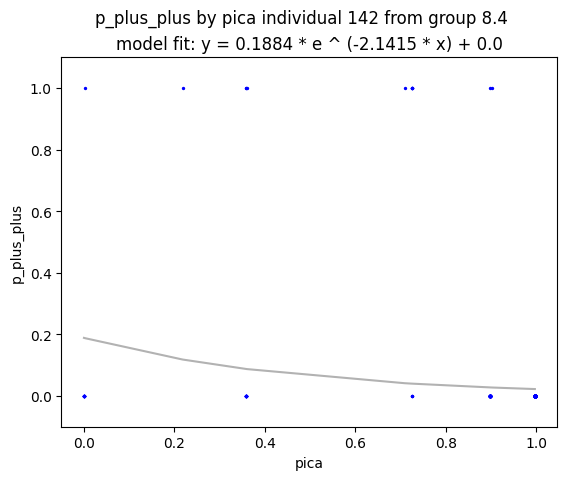 p_plus_plus by pica individual 142 from group 8.4
model fit: y = 0.1884 * e ^ (-2.1415 * x) + 0.0
1.0
0.8
0.6
0.4
0.2
0.0
p_plus_plus
0.0 0.2 0.4 0.6 0.8 1.0
pica